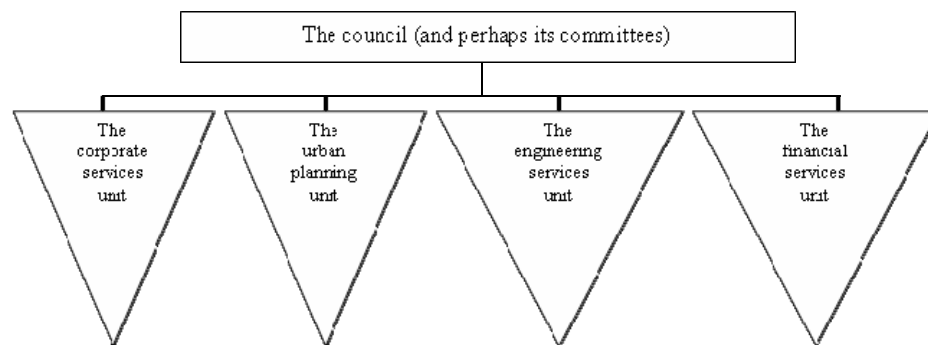 The council (and perhaps its committees)
The
corporate
services
unit
The
urban
planning
unit
The
engineering
services
unit
The
financial
services
unit